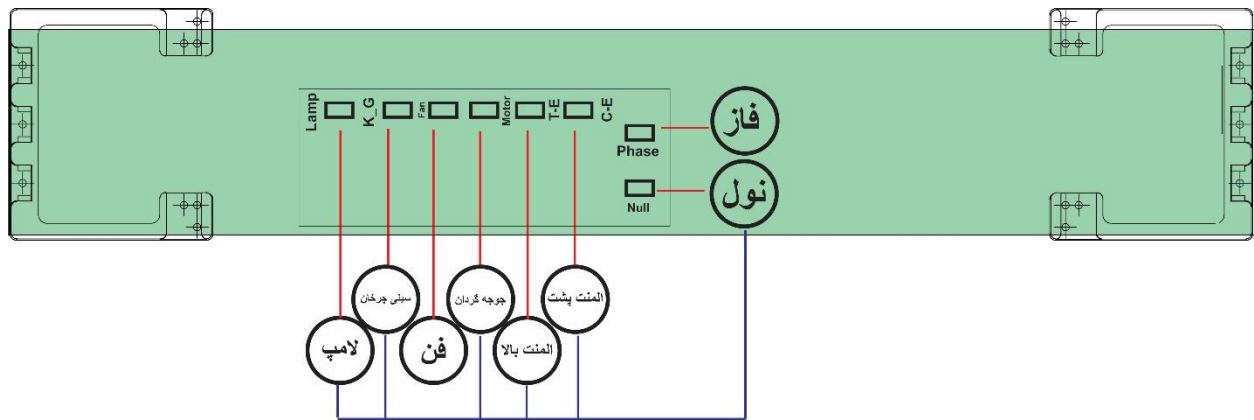 Lamp
K_G
Fan
Motor
T-E
C-E
Phase
Null
فاز
نول
سینی چرخان
جوجه گردان
المنت پشت
لامپ
فن
المنت بالا